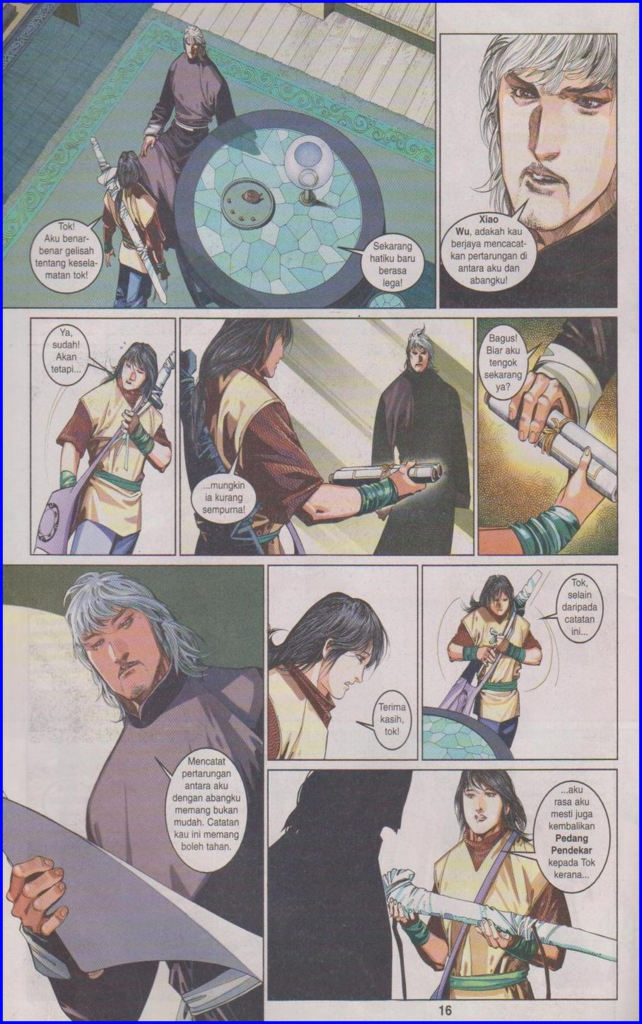 Tok!
Aku benar-
benar gelisah
tentang kesela-
matan tok!
Sekarang
hatiku baru
berasa
lega!
Xiao
Wu, adakah kau
berjaya mencacat-
kan pertarungan di
antara aku dan
abangku!
Ya,
sudah!
Akan
tetapi...
...mungkin
ia kurang
sempurna!
Bagus!
Biar aku
tengok
sekarang
ya?
Mencatat
pertarungan
antara aku
dengan abangku
memang bukan
mudah. Catatan
kau ini memang
boleh tahan.
Terima
kasih,
tok!
Tok,
selain
daripada
catatan
ini...
...aku
rasa aku
mesti juga
kembalikan
Pedang
Pendekar
kepada Tok
kerana...
16